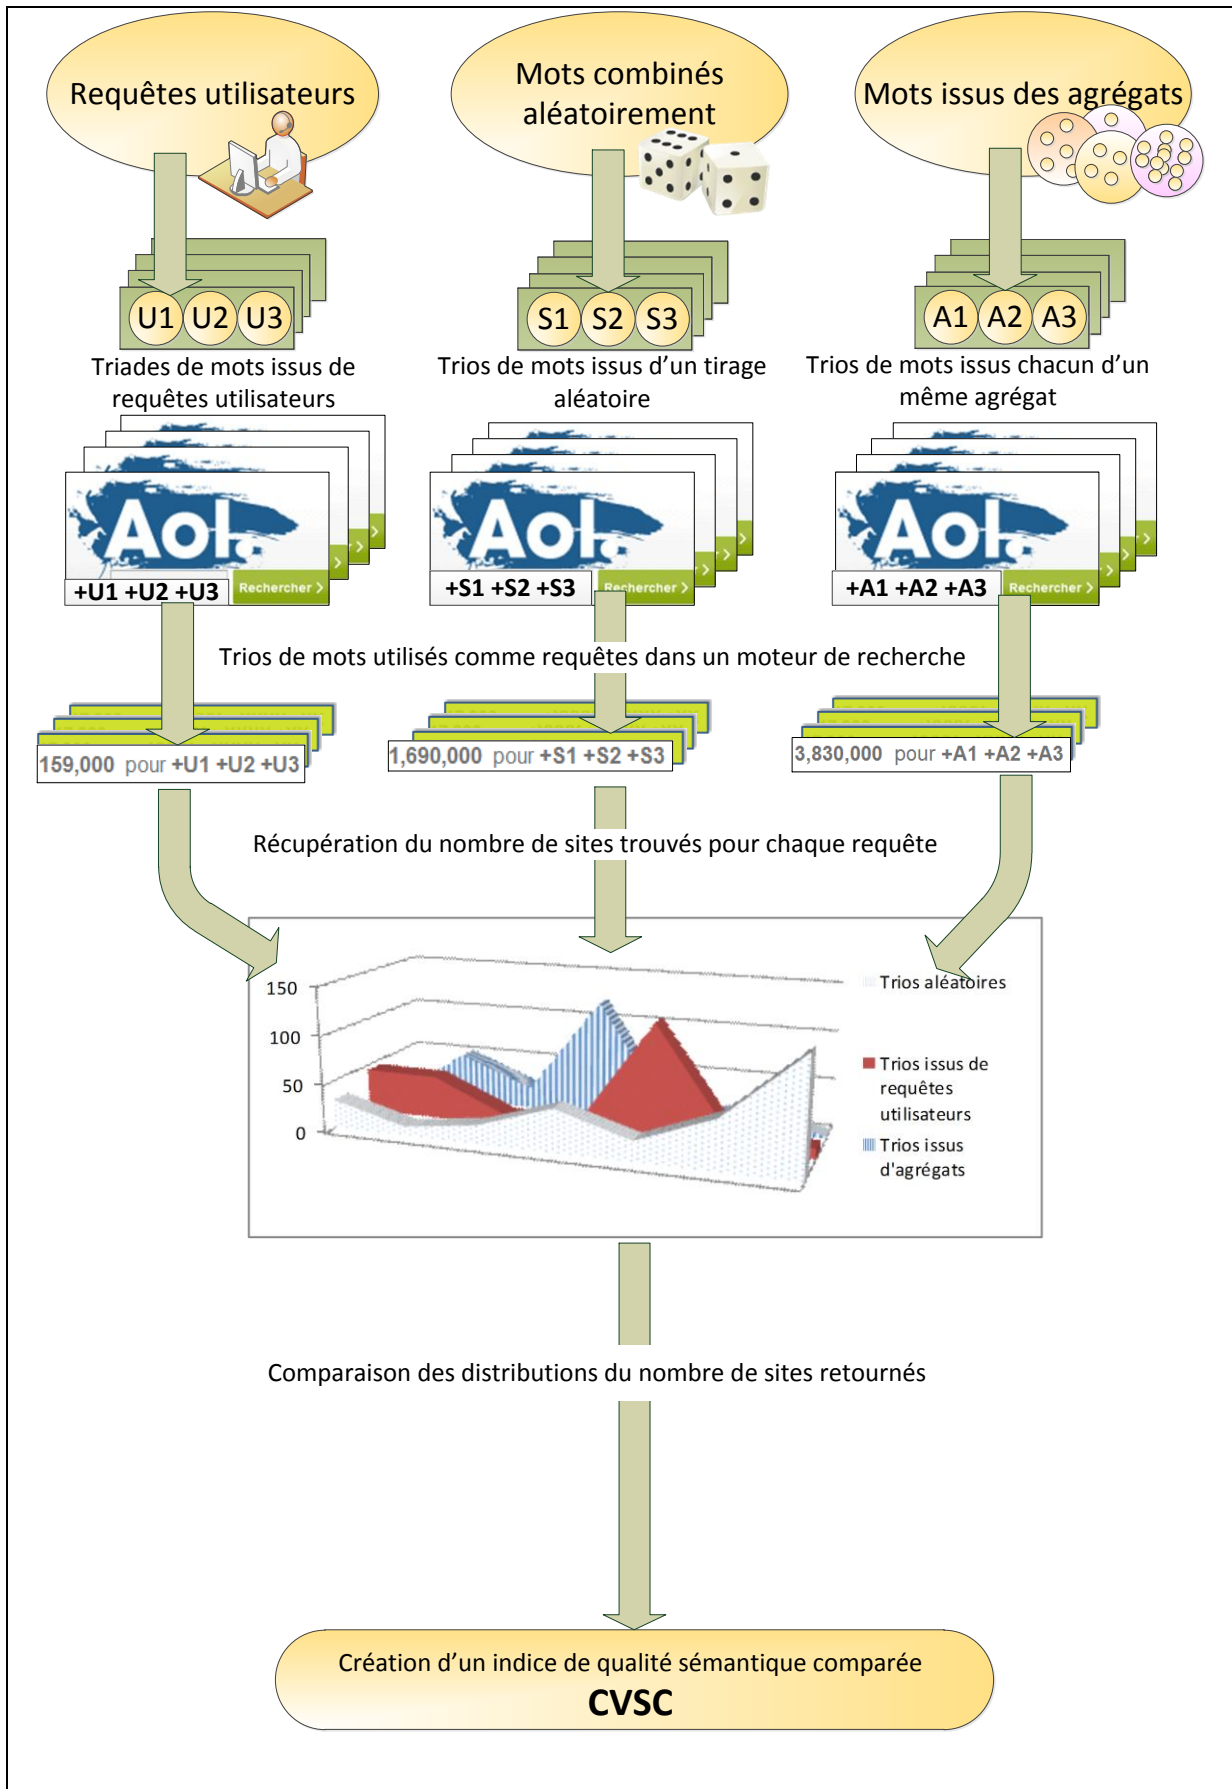 Requêtes utilisateurs
Mots combinés
aléatoirement
Mots issus des agrégats
U1 U2 U3
S1 S2 S3
A1 A2 A3
Triades de mots issus de
requêtes utilisateurs
Trios de mots issus d’un tirage
aléatoire
Trios de mots issus chacun d’un
même agrégat
Aol.
+U1 +U2 +U3
Rechercher >
Aol.
+S1 +S2 +S3
Rechercher >
Aol.
+A1 +A2 +A3
Rechercher >
Trios de mots utilisés comme requêtes dans un moteur de recherche
159,000 pour +U1 +U2 +U3
1,690,000 pour +S1 +S2 +S3
3,830,000 pour +A1 +A2 +A3
Récupération du nombre de sites trouvés pour chaque requête
150
100
50
0
Trios aléatoires
Trios issus de
requêtes
utilisateurs
Trios issus
d'agrégats
Comparaison des distributions du nombre de sites retournés
Création d’un indice de qualité sémantique comparée
CVSC